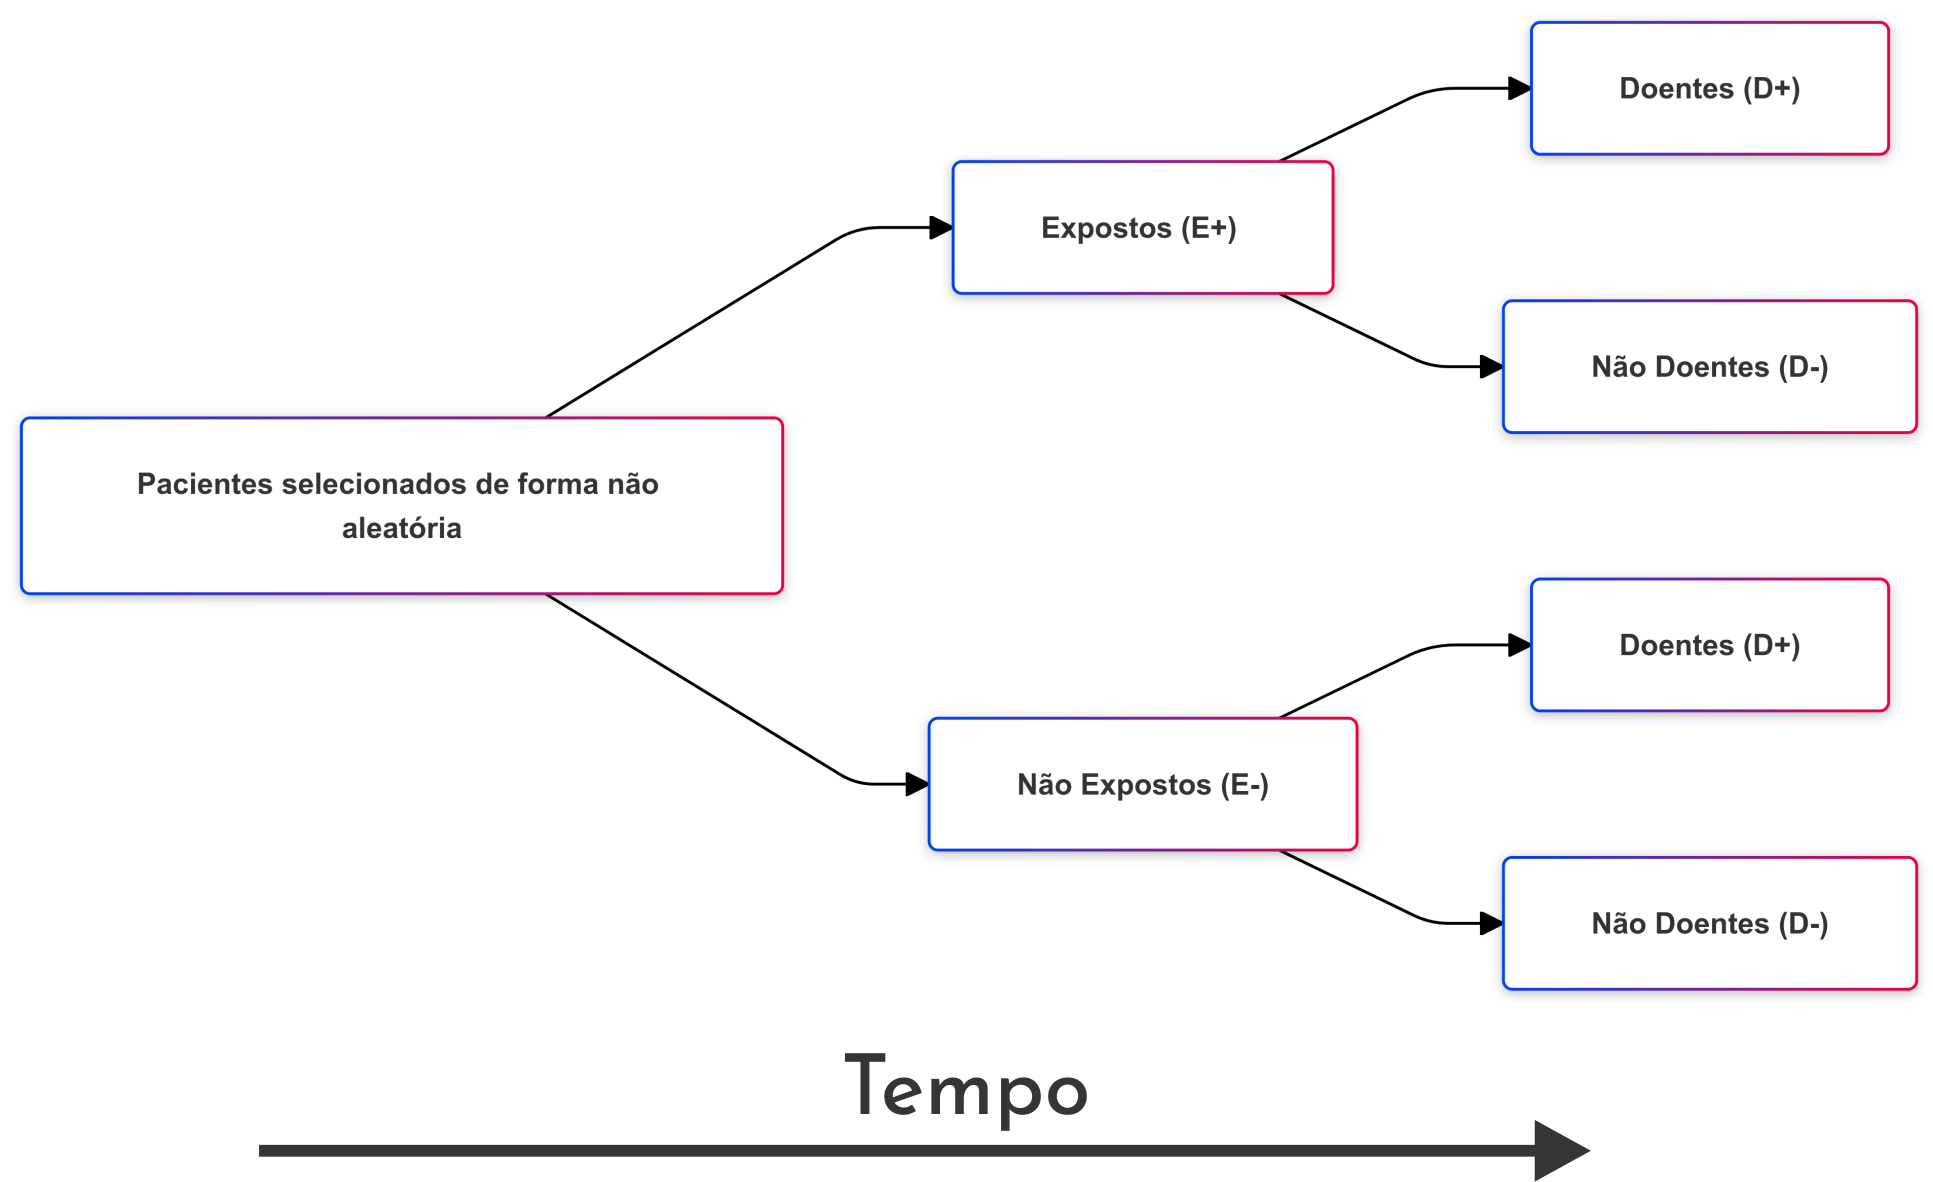 Doentes (D+)
Expostos (E+)
Não Doentes (D-)
Pacientes selecionados de forma não
aleatória
Doentes (D+)
Não Expostos (E-)
Não Doentes (D-)
Tempo